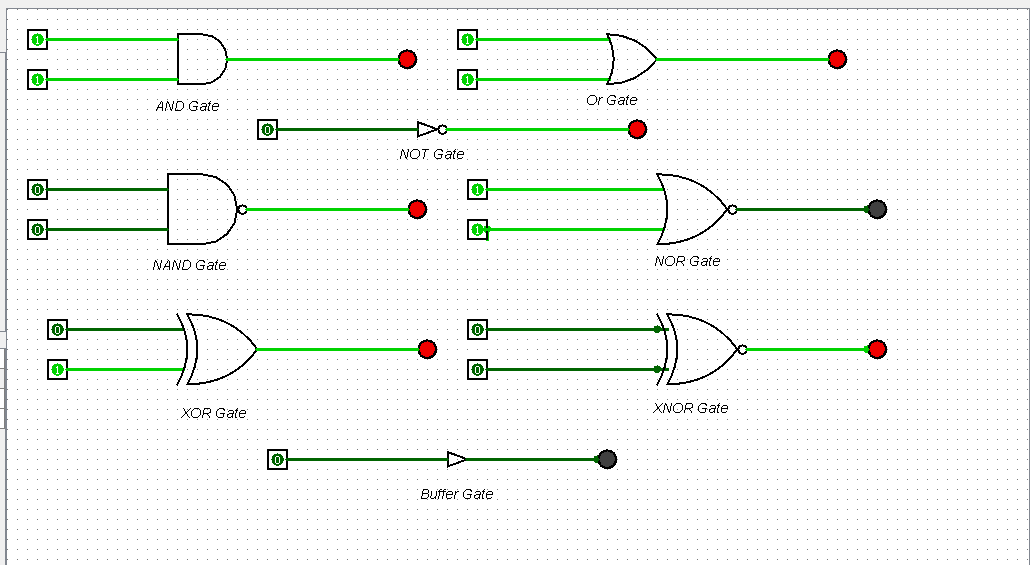 1 1
1 1
AND Gate Or Gate
0
NOT Gate
0 1
0 1
NAND Gate NOR Gate
0 0
1 0
XOR Gate XNOR Gate
0
Buffer Gate